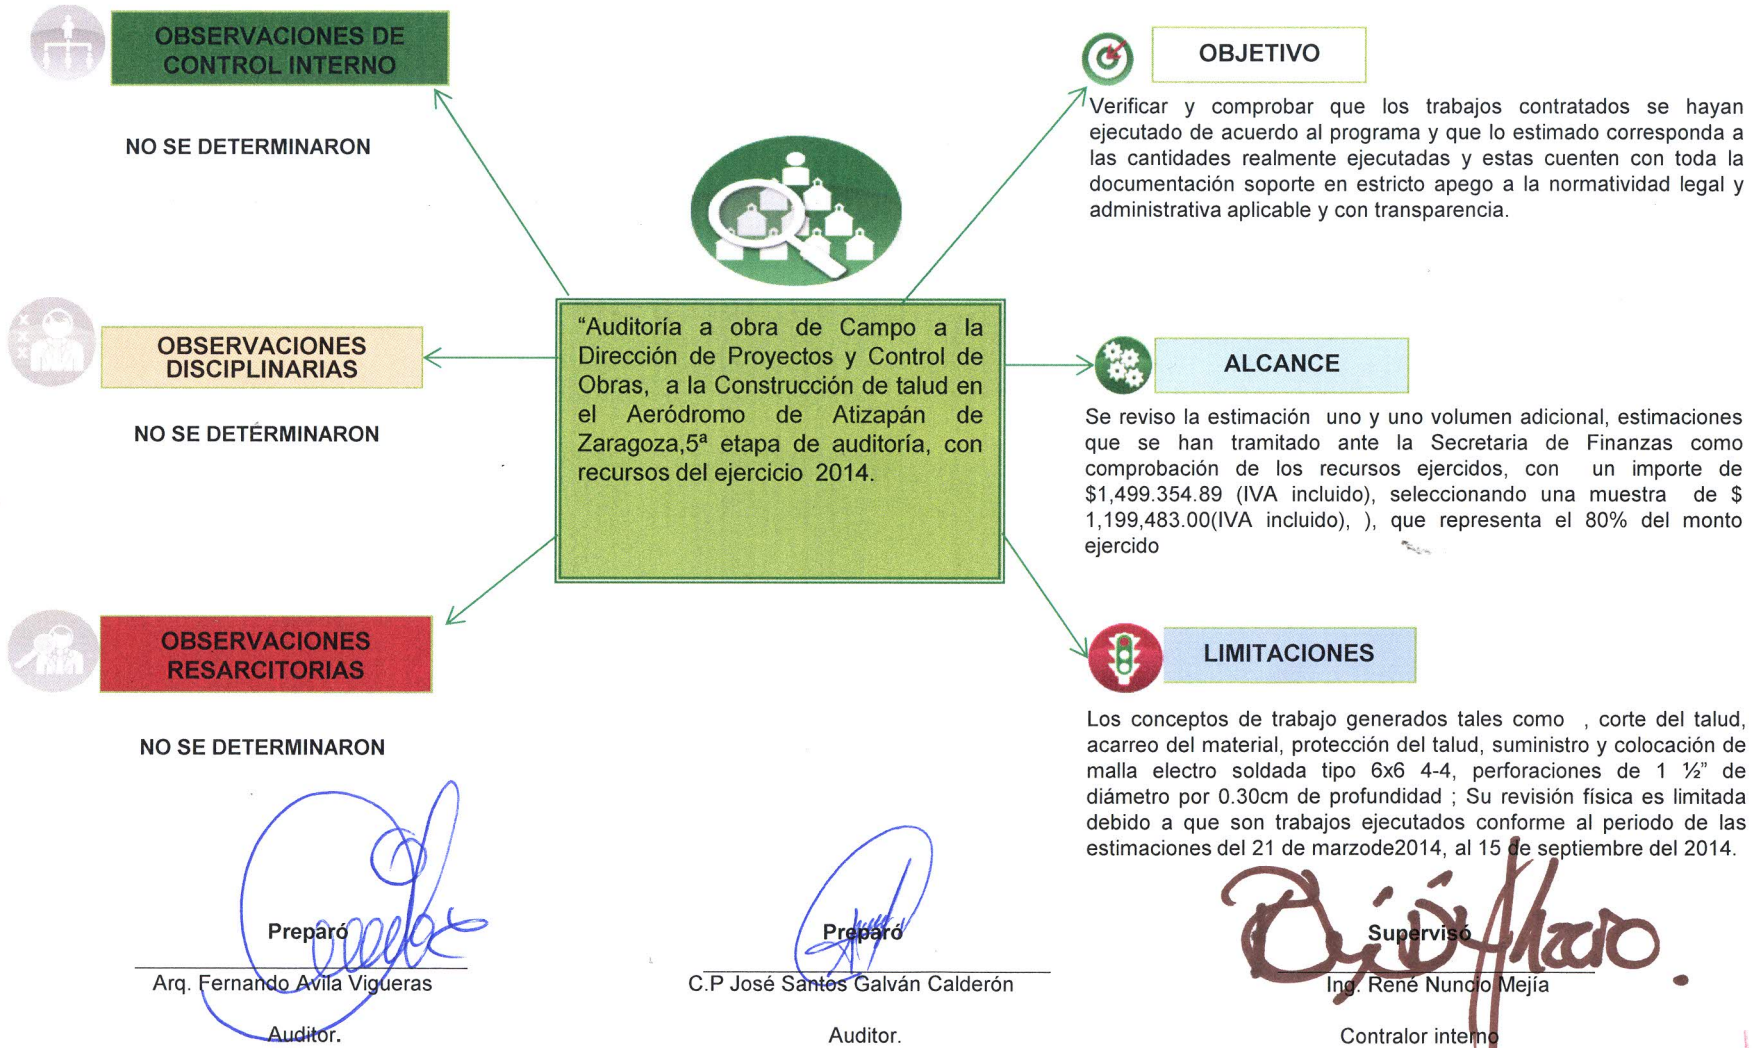 OBSERVACIONES DE
CONTROL INTERNO
NO SE DETERMINARON
OBSERVACIONES
DISCIPLINARIAS
NO SE DETERMINARON
OBSERVACIONES
RESARCITORIAS
NO SE DETERMINARON
“Auditoría a obra de Campo a la
Dirección de Proyectos y Control de
Obras, a la Construcción de talud en
el Aeródromo de Atizapán de
Zaragoza,5ª etapa de auditoría, con
recursos del ejercicio 2014.
OBJETIVO
Verificar y comprobar que los trabajos contratados se hayan
ejecutado de acuerdo al programa y que lo estimado corresponda a
las cantidades realmente ejecutadas y estas cuenten con toda la
documentación soporte en estricto apego a la normatividad legal y
administrativa aplicable y con transparencia.
ALCANCE
Se reviso la estimación uno y uno volumen adicional, estimaciones
que se han tramitado ante la Secretaria de Finanzas como
comprobación de los recursos ejercidos, con un importe de
$1,499.354.89 (IVA incluido), seleccionando una muestra de $
1,199,483.00(IVA incluido), ), que representa el 80% del monto
ejercido
LIMITACIONES
Los conceptos de trabajo generados tales como , corte del talud,
acarreo del material, protección del talud, suministro y colocación de
malla electro soldada tipo 6x6 4-4, perforaciones de 1 ½” de
diámetro por 0.30cm de profundidad ; Su revisión física es limitada
debido a que son trabajos ejecutados conforme al periodo de las
estimaciones del 21 de marzode2014, al 15 de septiembre del 2014.
Preparó
Arq. Fernando Avila Vigueras
Auditor.
Preparó
C.P José Santos Galván Calderón
Auditor.
Supervisó
Ing. René Nuncio Mejía
Contralor interno